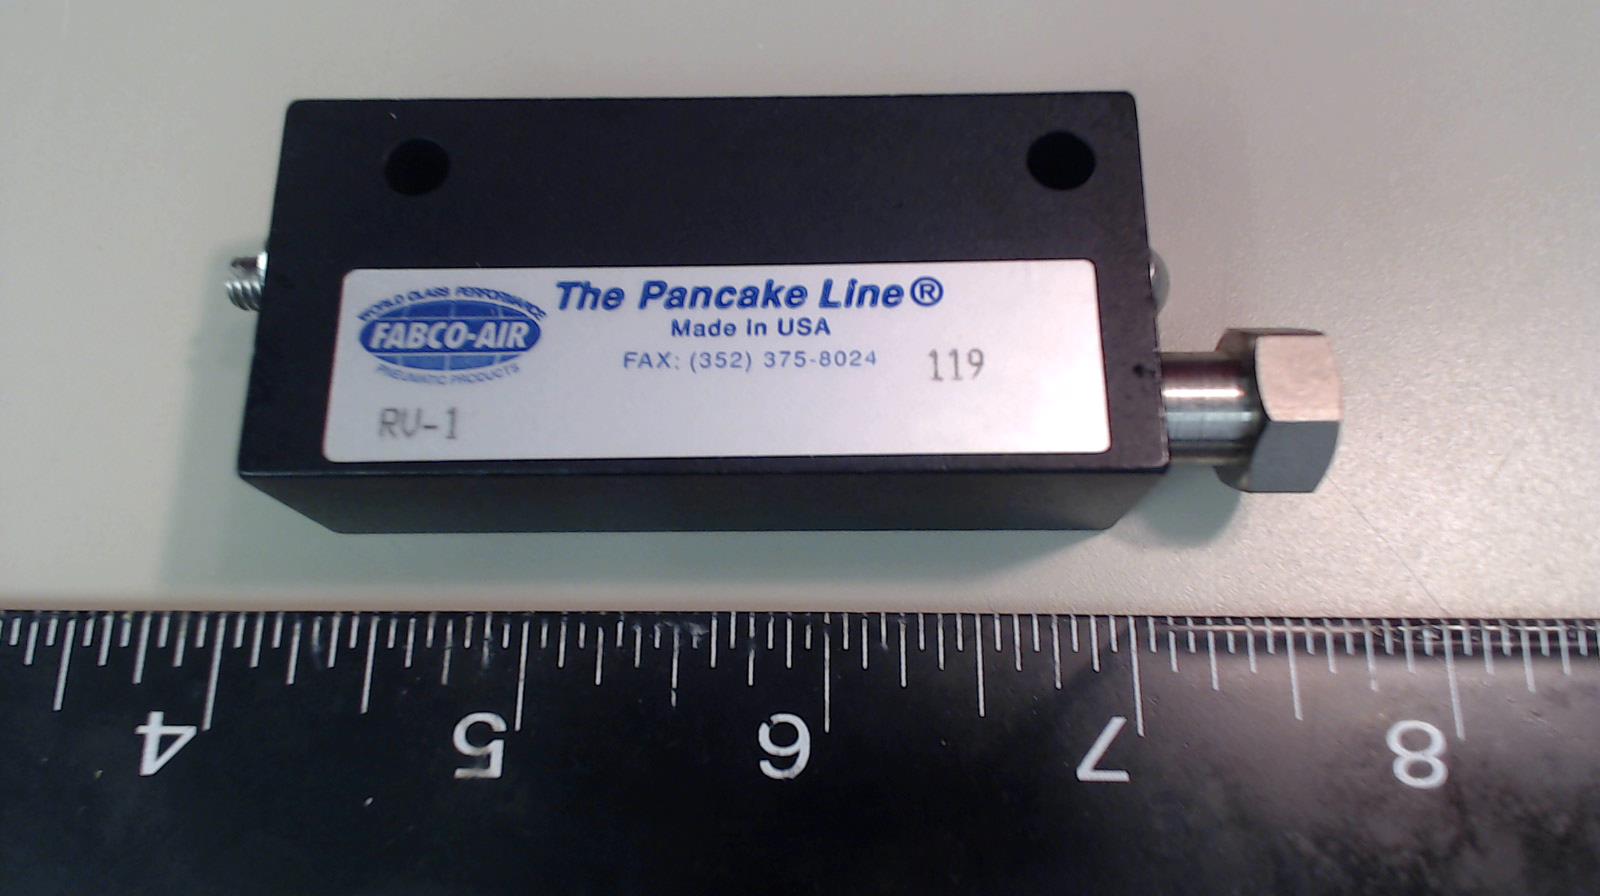 The Pancake Line®
WORLD CLASS PERFORMANCE
FABCO-AIR
PNEUMATIC PRODUCTS
Made in USA
FAX: (352) 375-8024
119
RV-1
4 5 6 7 8